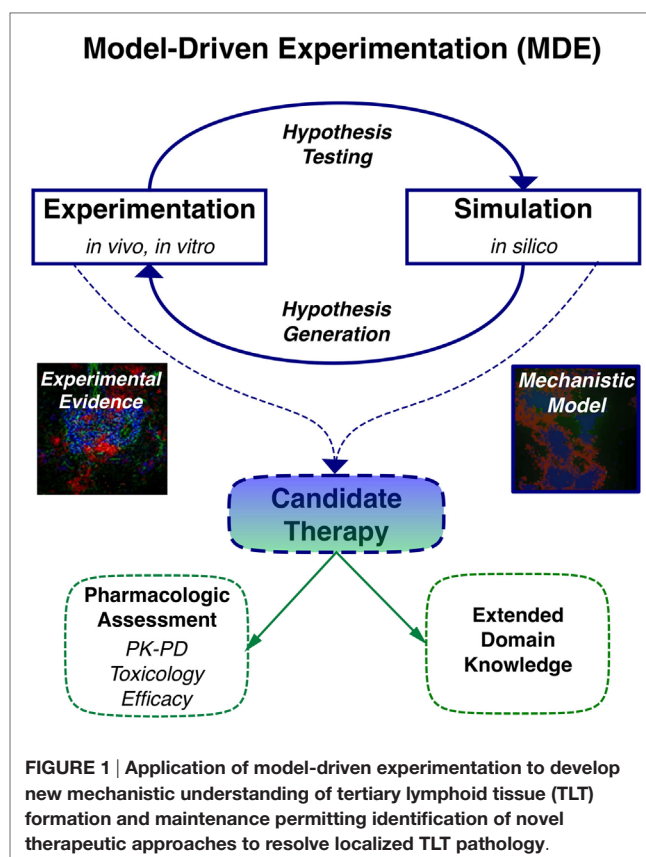 Model-Driven Experimentation (MDE)
Hypothesis
Testing
Experimentation
in vivo, in vitro
Simulation
in silico
Hypothesis
Generation
Experimental
Evidence
Mechanistic
Model
Candidate
Therapy
Pharmacologic
Assessment
PK-PD
Toxicology
Efficacy
Extended
Domain
Knowledge
FIGURE 1 | Application of model-driven experimentation to develop
new mechanistic understanding of tertiary lymphoid tissue (TLT)
formation and maintenance permitting identification of novel
therapeutic approaches to resolve localized TLT pathology.